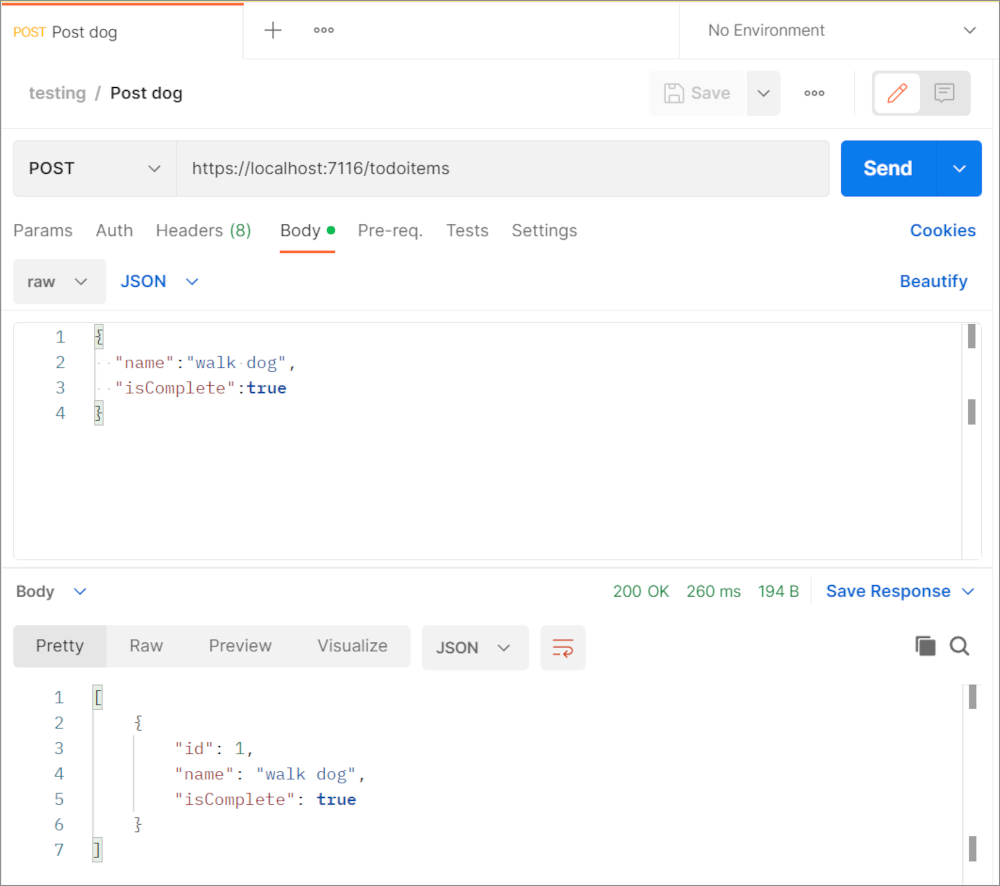 POST Post dog
No Environment
testing / Post dog
Save
POST
https://localhost:7116/todoitems
Send
Params Auth Headers (8) Body Pre-req. Tests Settings Cookies
raw JSON Beautify
1 {
2 "name":"walk dog",
3 "isComplete":true
4 }
Body 200 OK 260 ms 194 B Save Response
Pretty Raw Preview Visualize JSON
1 [
2 {
3 "id": 1,
4 "name": "walk dog",
5 "isComplete": true
6 }
7 ]